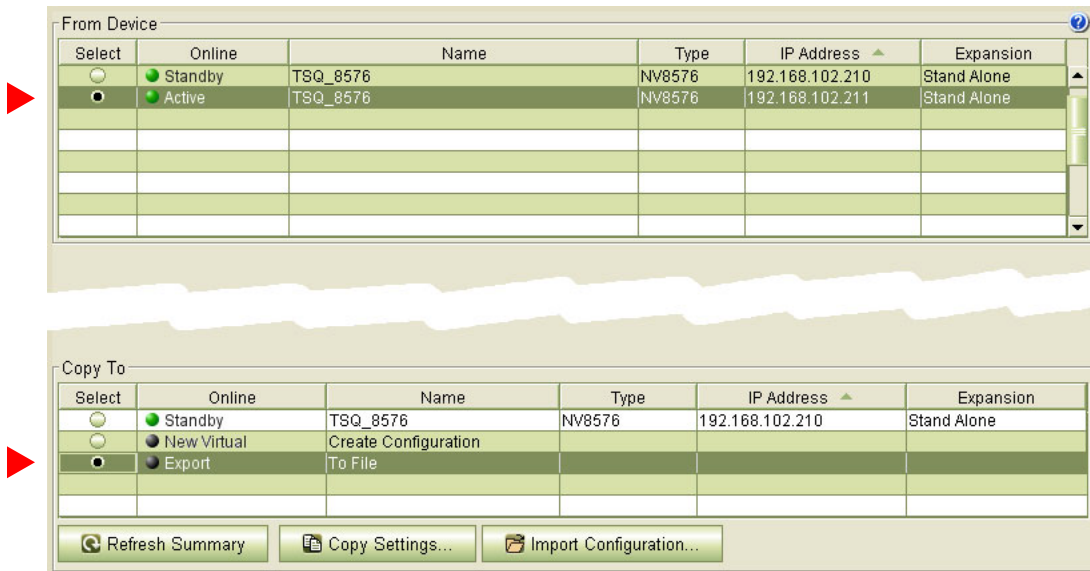 From Device
Select Online Name Type IP Address Expansion
Standby TSQ_8576 NV8576 192.168.102.210 Stand Alone
Active TSQ_8576 NV8576 192.168.102.211 Stand Alone
Copy To
Select Online Name Type IP Address Expansion
Standby TSQ_8576 NV8576 192.168.102.210 Stand Alone
New Virtual Create Configuration
Export To File
Refresh Summary Copy Settings... Import Configuration...